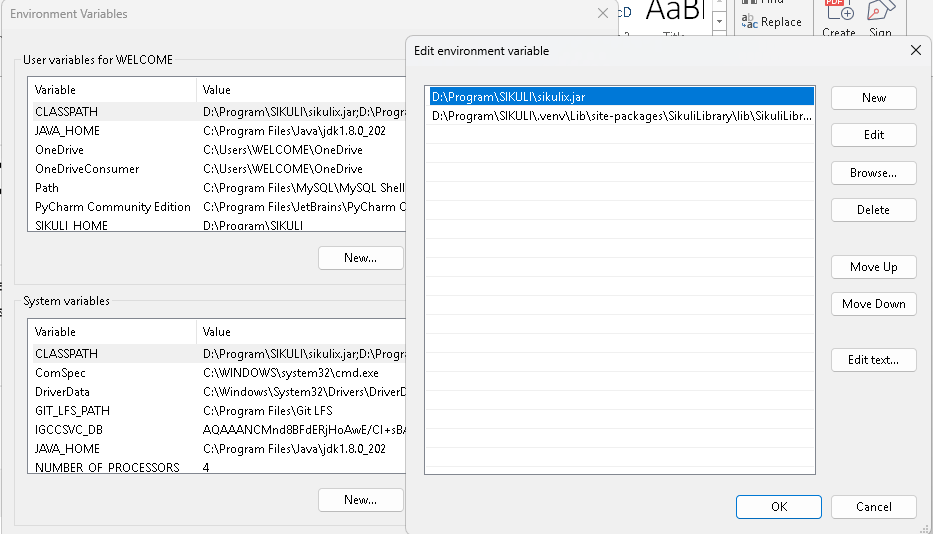 Environment Variables
User variables for WELCOME
Variable Value
CLASSPATH D:\Program\SIKULI\sikulix.jar;D:\Progra
JAVA_HOME C:\Program Files\Java\jdk1.8.0_202
OneDrive C:\Users\WELCOME\OneDrive
OneDriveConsumer C:\Users\WELCOME\OneDrive
Path C:\Program Files\MySQL\MySQL Shell
PyCharm Community Edition C:\Program Files\JetBrains\PyCharm C
SIKULI_HOME D:\Program\SIKULI
New...
System variables
Variable Value
CLASSPATH D:\Program\SIKULI\sikulix.jar;D:\Progra
ComSpec C:\WINDOWS\system32\cmd.exe
DriverData C:\Windows\System32\Drivers\DriverD
GIT_LFS_PATH C:\Program Files\Git LFS
IGCCSVC_DB AQAAANCMnd8BFdERjHoAwE/Cl+sBA
JAVA_HOME C:\Program Files\Java\jdk1.8.0_202
NUMBER_OF_PROCESSORS 4
New...
AaBl
Title
Replace
PDF
Create
Sign
Edit environment variable
D:\Program\SIKULI\sikulix.jar
D:\Program\SIKULI\.venv\Lib\site-packages\SikuliLibrary\lib\SikuliLibr...
New
Edit
Browse...
Delete
Move Up
Move Down
Edit text...
OK
Cancel